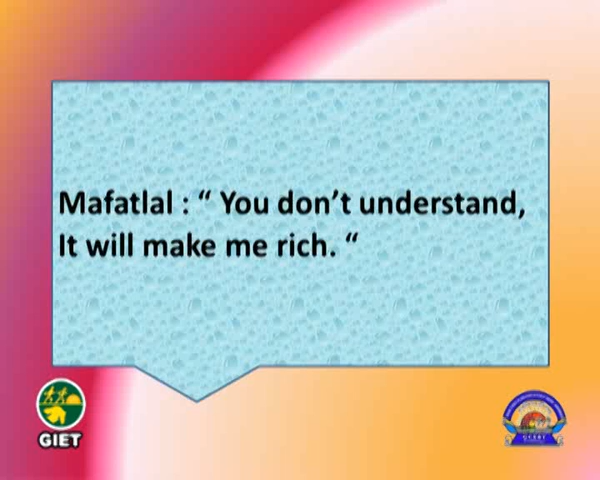 Mafatlal : “ You don’t understand,
It will make me rich. “
GIET